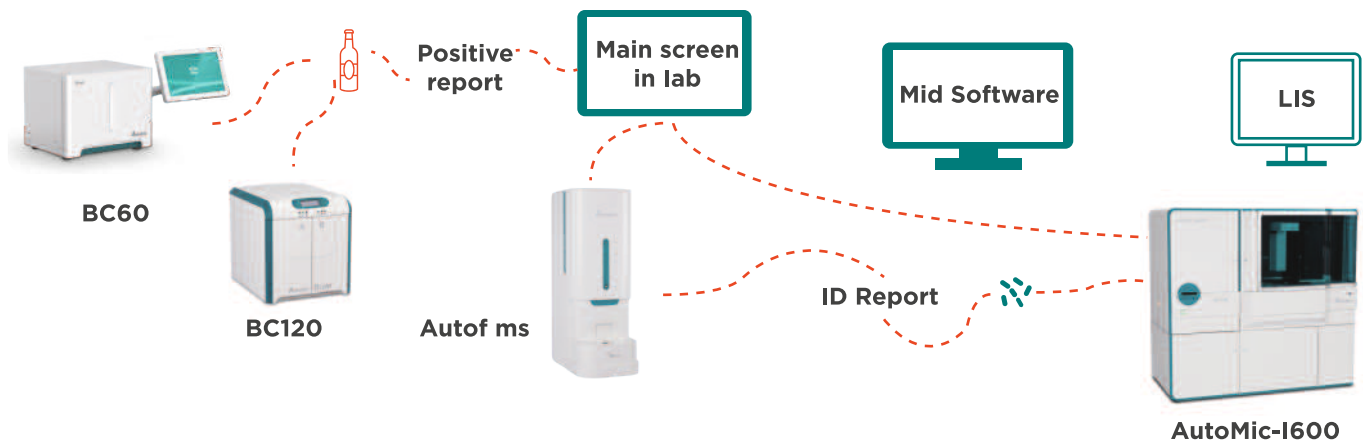 Positive
report
Main screen
in lab
Mid Software
LIS
BC60
BC120
Autof ms
ID Report
AutoMic-I600